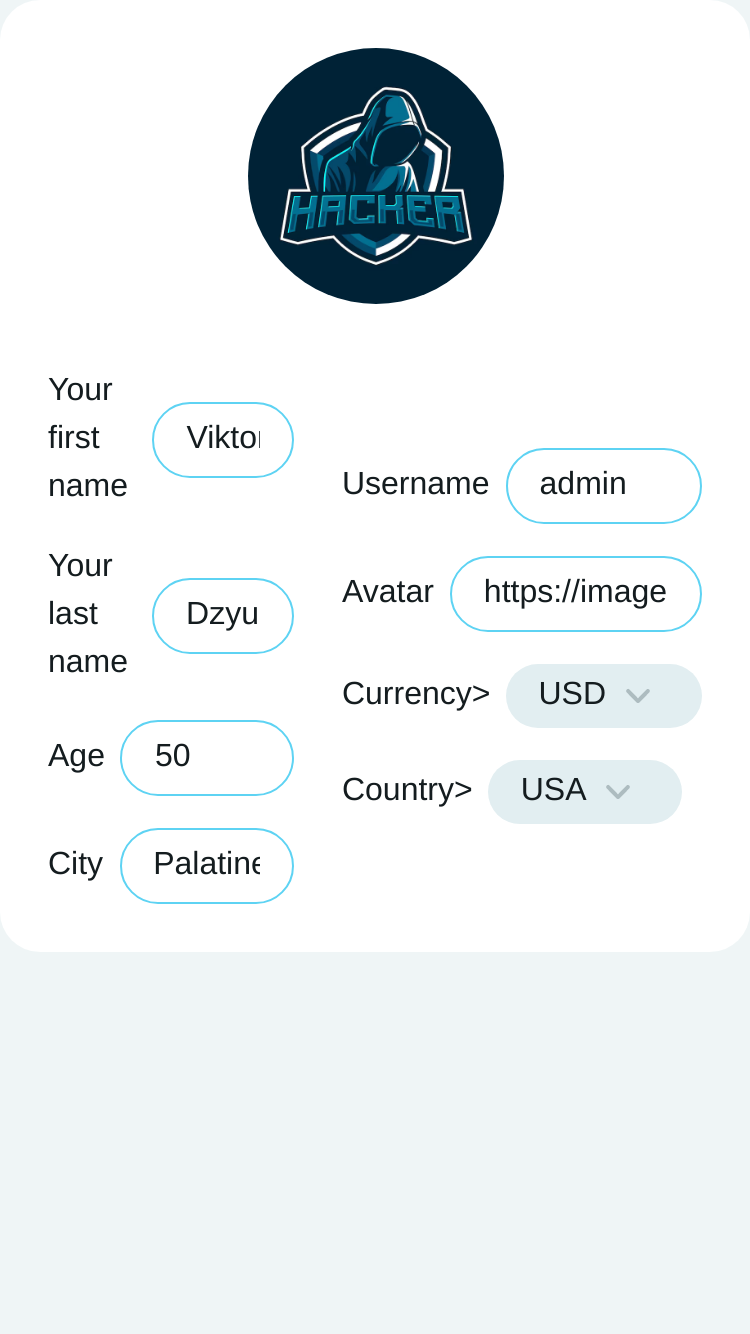 HACKER
Your
first
name
Vikto
Your
last
name
Dzyu
Age
50
City
Palatine
Username
admin
Avatar
https://image
Currency>
USD
Country>
USA